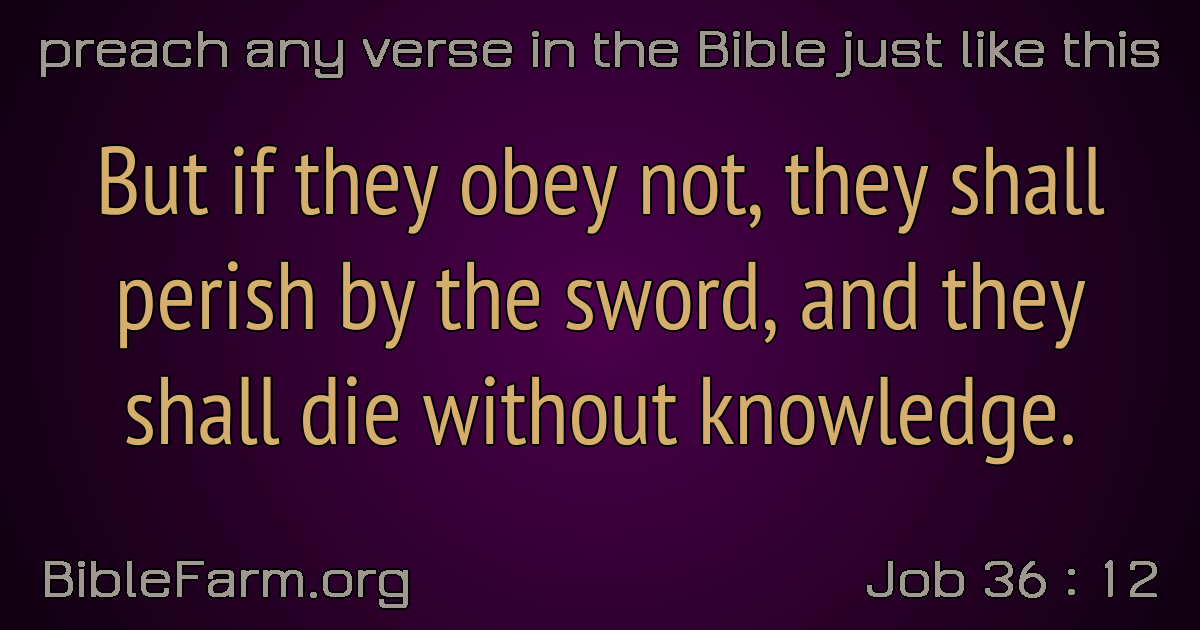 preach any verse in the Bible just like this
But if they obey not, they shall
perish by the sword, and they
shall die without knowledge.
BibleFarm.org
Job 36 : 12